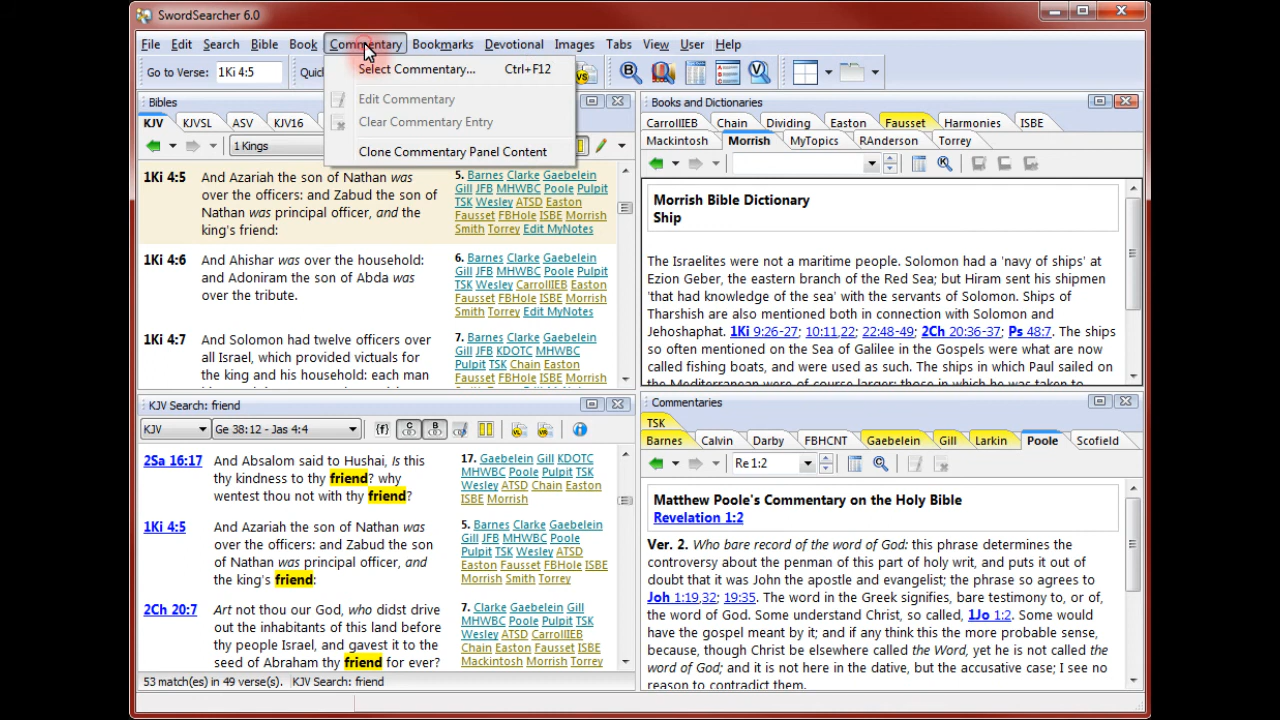 SwordSearcher 6.0
File Edit Search Bible Book Commentary Bookmarks Devotional Images Tabs View User Help
Go to Verse: 1Ki 4:5 Quic
Select Commentary... Ctrl+F12
Edit Commentary
Clear Commentary Entry
Clone Commentary Panel Content
Bibles
KJV KJVSL ASV KJV16
1 Kings
1Ki 4:5 And Azariah the son of Nathan was
over the officers: and Zabud the son
of Nathan was principal officer, and the
king's friend:
5. Barnes Clarke Gaebelein
Gill JFB MHWBC Poole Pulpit
TSK Wesley ATSD Easton
Fausset FBHole ISBE Morrish
Smith Torrey Edit MyNotes
1Ki 4:6 And Ahishar was over the household:
and Adoniram the son of Abda was
over the tribute.
6. Barnes Clarke Gaebelein
Gill JFB MHWBC Poole Pulpit
TSK Wesley CarrollIEB Easton
Fausset FBHole ISBE Morrish
Smith Torrey Edit MyNotes
1Ki 4:7 And Solomon had twelve officers over
all Israel, which provided victuals for
the king and his household: each man
7. Barnes Clarke Gaebelein
Gill JFB KDOTC MHWBC
Pulpit TSK Chain Easton
Fausset FBHole ISBE Morrish
Books and Dictionaries
CarrollIEB Chain Dividing Easton Fausset Harmonies ISBE
Mackintosh Morrish MyTopics RAnderson Torrey
Morrish Bible Dictionary
Ship
The Israelites were not a maritime people. Solomon had a 'navy of ships' at
Ezion Geber, the eastern branch of the Red Sea; but Hiram sent his shipmen
'that had knowledge of the sea' with the servants of Solomon. Ships of
Tharshish are also mentioned both in connection with Solomon and
Jehoshaphat. 1Ki 9:26-27; 10:11,22; 22:48-49; 2Ch 20:36-37; Ps 48:7. The ships
so often mentioned on the Sea of Galilee in the Gospels were what are now
called fishing boats, and were used as such. The ships in which Paul sailed on
the Mediterranean were of course larger; those in which he was taken to
KJV Search: friend
KJV Ge 38:12 - Jas 4:4 {f} C B
2Sa 16:17 And Absalom said to Hushai, Is this
thy kindness to thy friend? why
wentest thou not with thy friend?
17. Gaebelein Gill KDOTC
MHWBC Poole Pulpit TSK
Wesley ATSD Chain Easton
ISBE Morrish
1Ki 4:5 And Azariah the son of Nathan was
over the officers: and Zabud the son
of Nathan was principal officer, and
the king's friend:
5. Barnes Clarke Gaebelein
Gill JFB MHWBC Poole
Pulpit TSK Wesley ATSD
Easton Fausset FBHole ISBE
Morrish Smith Torrey
2Ch 20:7 Art not thou our God, who didst drive
out the inhabitants of this land before
thy people Israel, and gavest it to the
seed of Abraham thy friend for ever?
7. Clarke Gaebelein Gill
MHWBC Poole Pulpit TSK
Wesley ATSD CarrollIEB
Chain Easton Fausset ISBE
Mackintosh Morrish Torrey
53 match(es) in 49 verse(s). KJV Search: friend
Commentaries
TSK
Barnes Calvin Darby FBHCNT Gaebelein Gill Larkin Poole Scofield
Re 1:2
Matthew Poole's Commentary on the Holy Bible
Revelation 1:2
Ver. 2. Who bare record of the word of God: this phrase determines the
controversy about the penman of this part of holy writ, and puts it out of
doubt that it was John the apostle and evangelist; the phrase so agrees to
Joh 1:19,32; 19:35. The word in the Greek signifies, bare testimony to, or of,
the word of God. Some understand Christ, so called, 1Jo 1:2. Some would
have the gospel meant by it; and if any think this the more probable sense,
because, though Christ be elsewhere called the Word, yet he is not called the
word of God; and it is not here in the dative, but the accusative case; I see no
reason to contradict them.